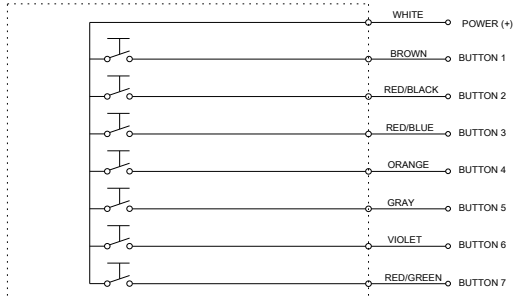 WHITE POWER (+)
BROWN BUTTON 1
RED/BLACK BUTTON 2
RED/BLUE BUTTON 3
ORANGE BUTTON 4
GRAY BUTTON 5
VIOLET BUTTON 6
RED/GREEN BUTTON 7